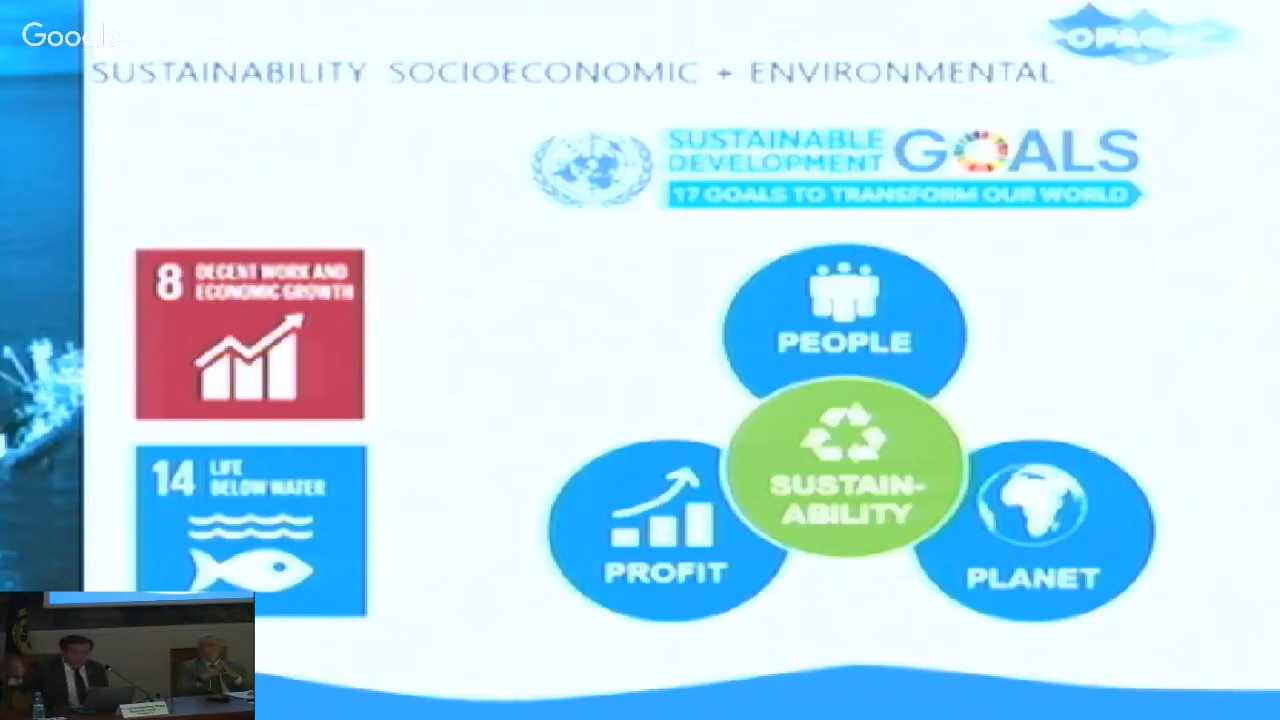 Google
SUSTAINABILITY SOCIOECONOMIC + ENVIRONMENTAL
SUSTAINABLE
DEVELOPMENT
GOALS
17 GOALS TO TRANSFORM OUR WORLD
8 DECENT WORK AND
ECONOMIC GROWTH
14 LIFE
BELOW WATER
PEOPLE
SUSTAIN-
ABILITY
PROFIT
PLANET